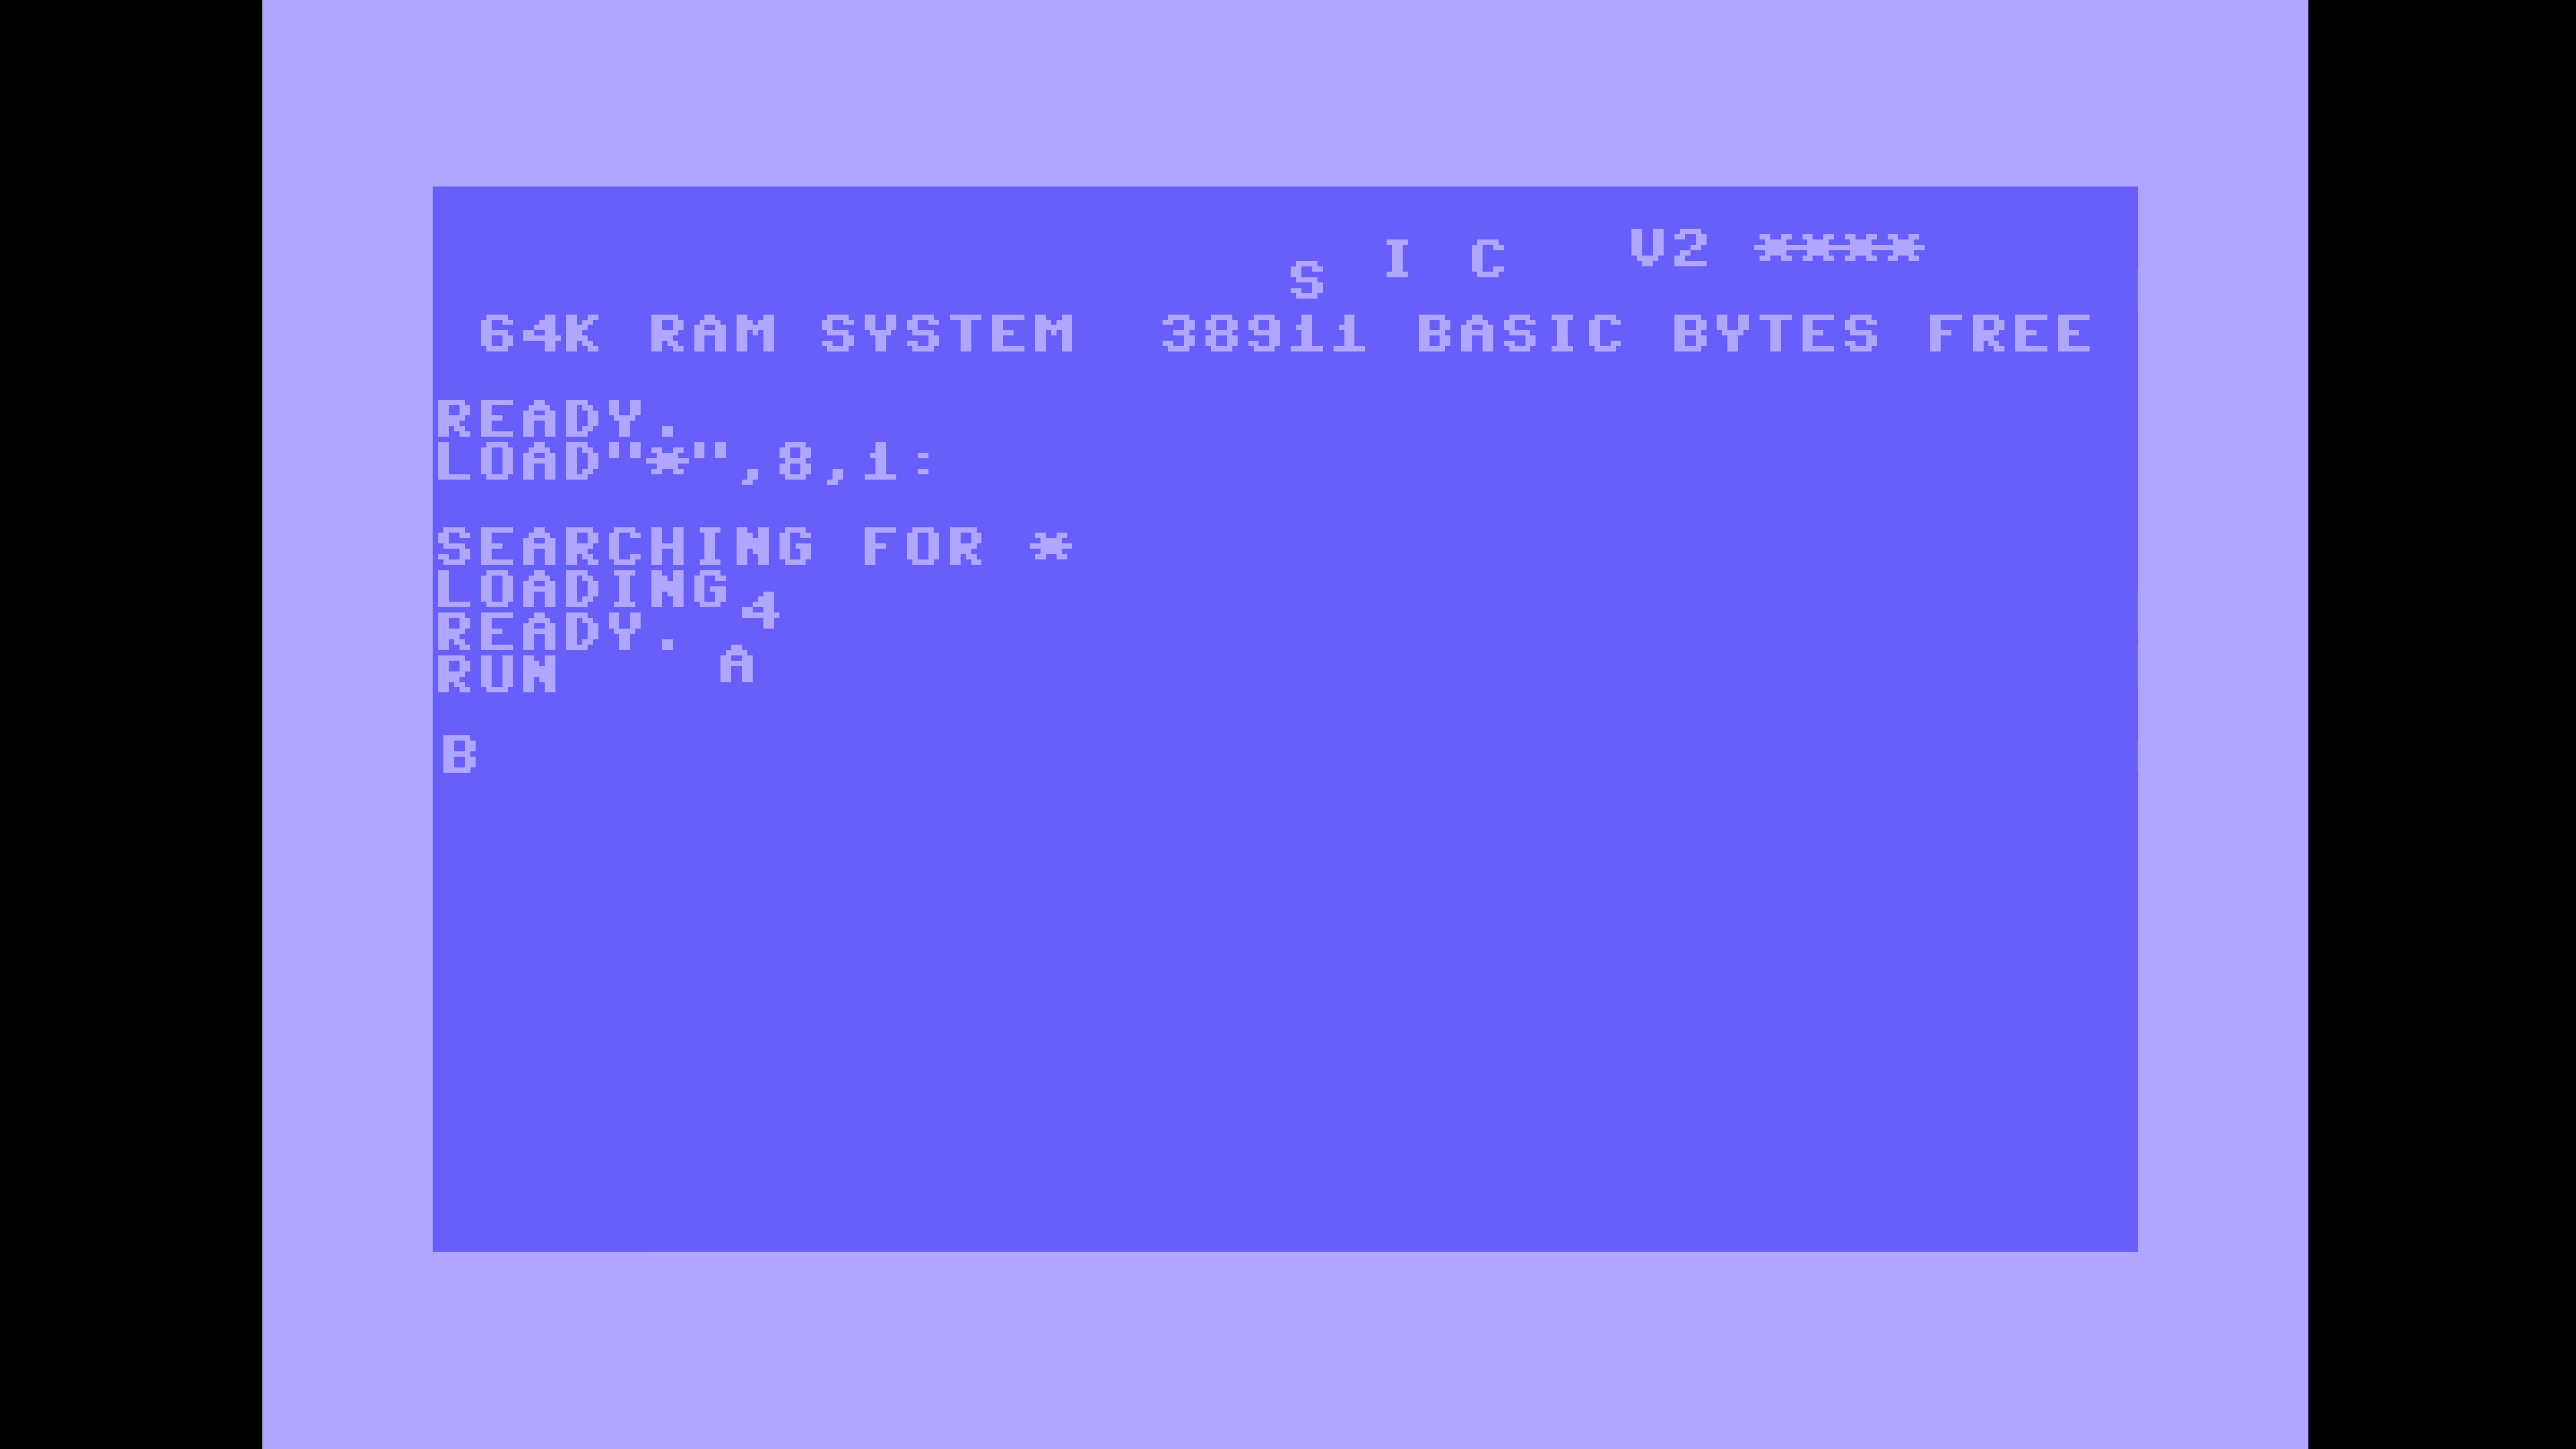 S I C V2 ****
64K RAM SYSTEM 38911 BASIC BYTES FREE
READY.
LOAD"*",8,1:
SEARCHING FOR *
LOADING
4
READY.
A
RUN
B